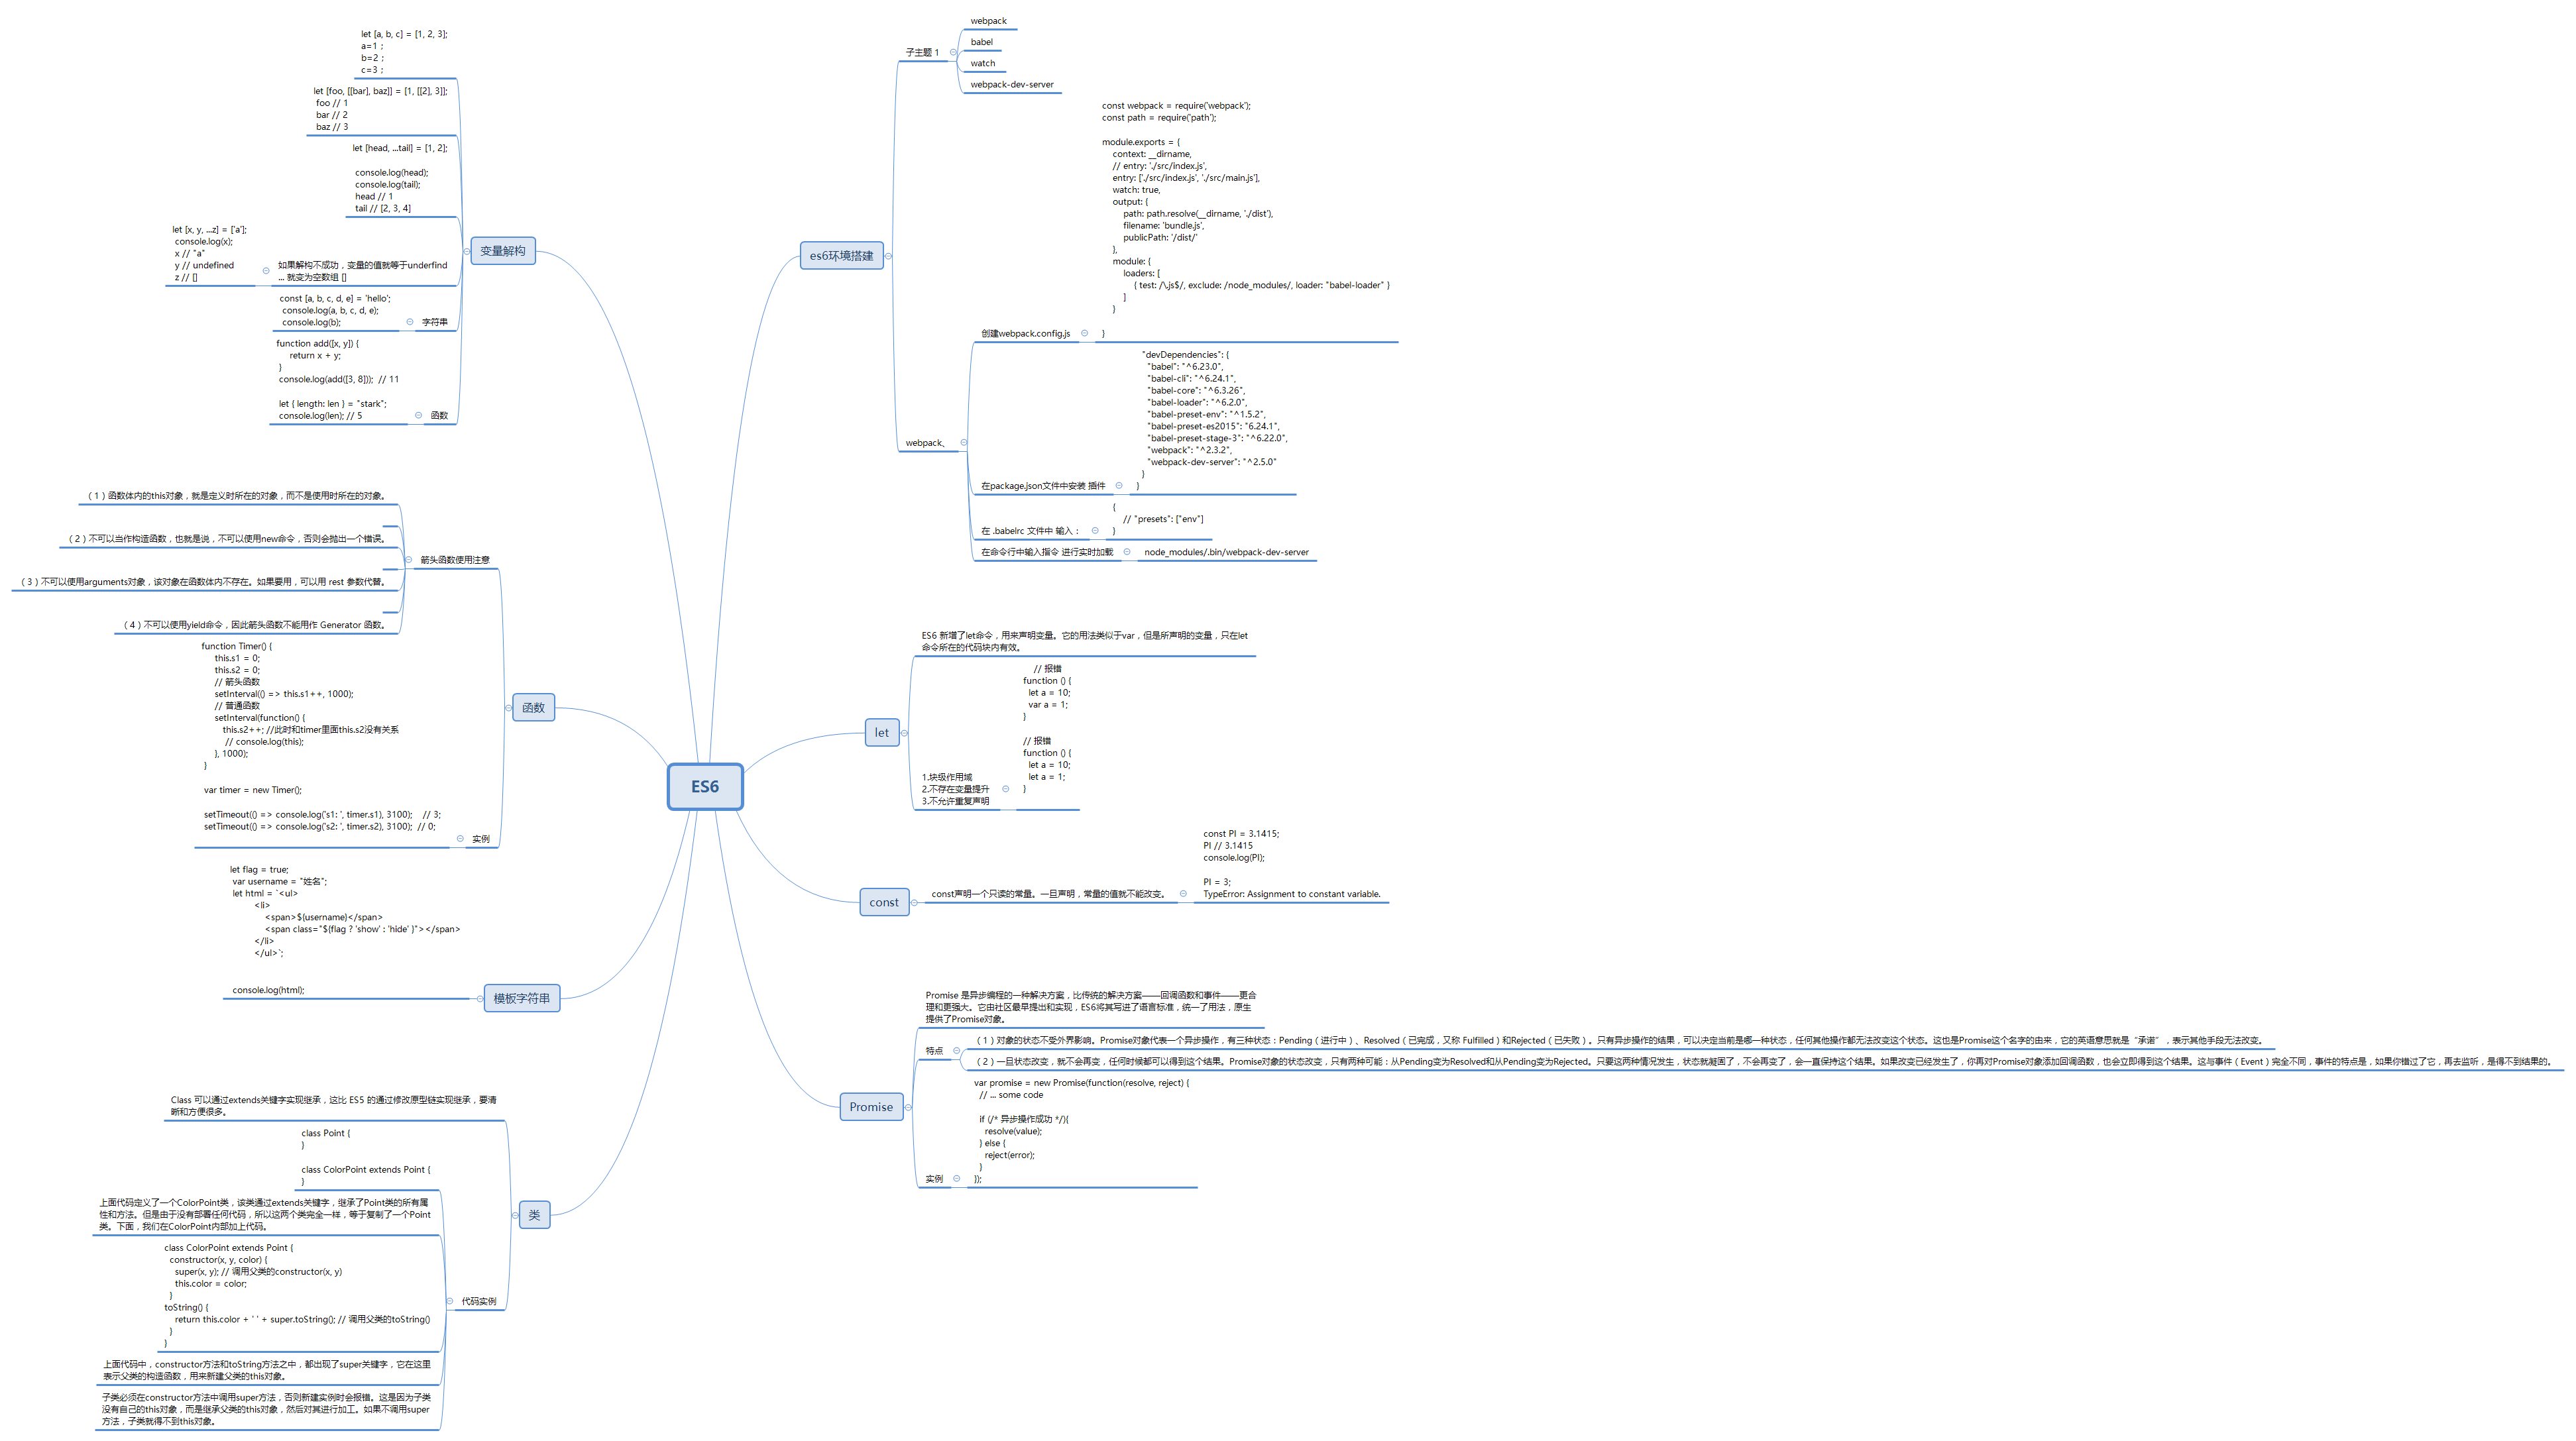 ES6
es6环境搭建
子主题 1
webpack
babel
watch
webpack-dev-server
webpack、
创建webpack.config.js
const webpack = require('webpack');
const path = require('path');
module.exports = {
context: __dirname,
// entry: './src/index.js',
entry: ['./src/index.js', './src/main.js'],
watch: true,
output: {
path: path.resolve(__dirname, './dist'),
filename: 'bundle.js',
publicPath: '/dist/'
},
module: {
loaders: [
{ test: /\.js$/, exclude: /node_modules/, loader: "babel-loader" }
]
}
}
在package.json文件中安装 插件
"devDependencies": {
"babel": "^6.23.0",
"babel-cli": "^6.24.1",
"babel-core": "^6.3.26",
"babel-loader": "^6.2.0",
"babel-preset-env": "^1.5.2",
"babel-preset-es2015": "6.24.1",
"babel-preset-stage-3": "^6.22.0",
"webpack": "^2.3.2",
"webpack-dev-server": "^2.5.0"
}
}
在 .babelrc 文件中 输入：
{
// "presets": ["env"]
}
在命令行中输入指令 进行实时加载
node_modules/.bin/webpack-dev-server
let
ES6 新增了let命令，用来声明变量。它的用法类似于var，但是所声明的变量，只在let
命令所在的代码块内有效。
1.块级作用域
2.不存在变量提升
3.不允许重复声明
// 报错
function () {
let a = 10;
var a = 1;
}
// 报错
function () {
let a = 10;
let a = 1;
}
const
const声明一个只读的常量。一旦声明，常量的值就不能改变。
const PI = 3.1415;
PI // 3.1415
console.log(PI);
PI = 3;
TypeError: Assignment to constant variable.
Promise
Promise 是异步编程的一种解决方案，比传统的解决方案——回调函数和事件——更合
理和更强大。它由社区最早提出和实现，ES6将其写进了语言标准，统一了用法，原生
提供了Promise对象。
特点
（1）对象的状态不受外界影响。Promise对象代表一个异步操作，有三种状态：Pending（进行中）、Resolved（已完成，又称 Fulfilled）和Rejected（已失败）。只有异步操作的结果，可以决定当前是哪一种状态，任何其他操作都无法改变这个状态。这也是Promise这个名字的由来，它的英语意思就是“承诺”，表示其他手段无法改变。
（2）一旦状态改变，就不会再变，任何时候都可以得到这个结果。Promise对象的状态改变，只有两种可能：从Pending变为Resolved和从Pending变为Rejected。只要这两种情况发生，状态就凝固了，不会再变了，会一直保持这个结果。如果改变已经发生了，你再对Promise对象添加回调函数，也会立即得到这个结果。这与事件（Event）完全不同，事件的特点是，如果你错过了它，再去监听，是得不到结果的。
实例
var promise = new Promise(function(resolve, reject) {
// ... some code
if (/* 异步操作成功 */){
resolve(value);
} else {
reject(error);
}
});
变量解构
let [a, b, c] = [1, 2, 3];
a=1 ;
b=2 ;
c=3 ;
let [foo, [[bar], baz]] = [1, [[2], 3]];
foo // 1
bar // 2
baz // 3
let [head, ...tail] = [1, 2];
console.log(head);
console.log(tail);
head // 1
tail // [2, 3, 4]
如果解构不成功，变量的值就等于underfind
... 就变为空数组 []
let [x, y, ...z] = ['a'];
console.log(x);
x // "a"
y // undefined
z // []
字符串
const [a, b, c, d, e] = 'hello';
console.log(a, b, c, d, e);
console.log(b);
函数
function add([x, y]) {
return x + y;
}
console.log(add([3, 8])); // 11
let { length: len } = "stark";
console.log(len); // 5
函数
箭头函数使用注意
（1）函数体内的this对象，就是定义时所在的对象，而不是使用时所在的对象。
（2）不可以当作构造函数，也就是说，不可以使用new命令，否则会抛出一个错误。
（3）不可以使用arguments对象，该对象在函数体内不存在。如果要用，可以用 rest 参数代替。
（4）不可以使用yield命令，因此箭头函数不能用作 Generator 函数。
实例
function Timer() {
this.s1 = 0;
this.s2 = 0;
// 箭头函数
setInterval(() => this.s1++, 1000);
// 普通函数
setInterval(function() {
this.s2++; //此时和timer里面this.s2没有关系
// console.log(this);
}, 1000);
}
var timer = new Timer();
setTimeout(() => console.log('s1: ', timer.s1), 3100); // 3;
setTimeout(() => console.log('s2: ', timer.s2), 3100); // 0;
模板字符串
let flag = true;
var username = "姓名";
let html = `<ul>
<li>
<span>${username}</span>
<span class="${flag ? 'show' : 'hide' }"></span>
</li>
</ul>`;
console.log(html);
类
Class 可以通过extends关键字实现继承，这比 ES5 的通过修改原型链实现继承，要清
晰和方便很多。
代码实例
class Point {
}
class ColorPoint extends Point {
}
上面代码定义了一个ColorPoint类，该类通过extends关键字，继承了Point类的所有属
性和方法。但是由于没有部署任何代码，所以这两个类完全一样，等于复制了一个Point
类。下面，我们在ColorPoint内部加上代码。
class ColorPoint extends Point {
constructor(x, y, color) {
super(x, y); // 调用父类的constructor(x, y)
this.color = color;
}
toString() {
return this.color + ' ' + super.toString(); // 调用父类的toString()
}
}
上面代码中，constructor方法和toString方法之中，都出现了super关键字，它在这里
表示父类的构造函数，用来新建父类的this对象。
子类必须在constructor方法中调用super方法，否则新建实例时会报错。这是因为子类
没有自己的this对象，而是继承父类的this对象，然后对其进行加工。如果不调用super
方法，子类就得不到this对象。